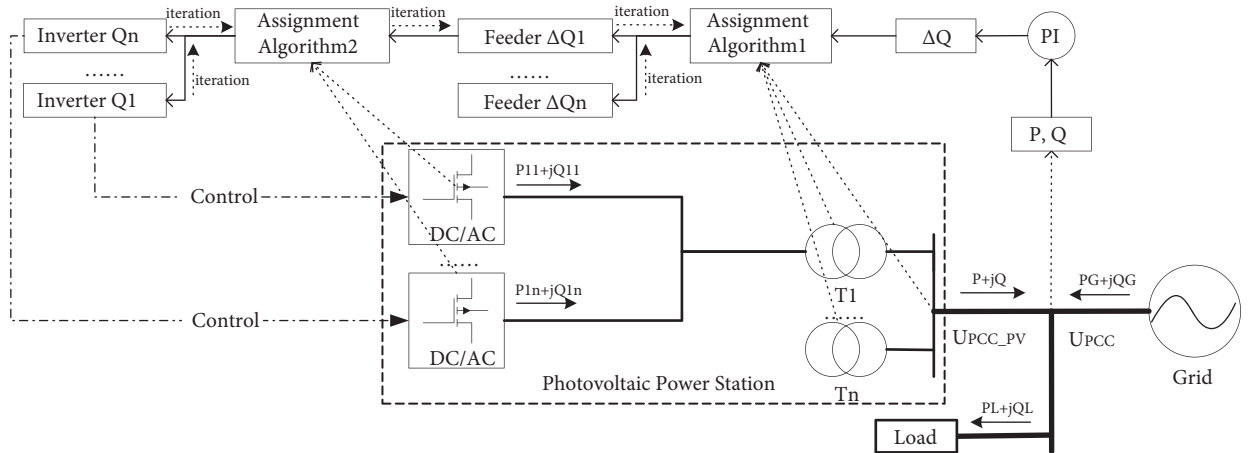 Inverter Qn
iteration
Assignment
Algorithm2
iteration
Feeder ΔQ1
iteration
Assignment
Algorithm1
ΔQ
PI
......
iteration
......
iteration
Inverter Q1
Feeder ΔQn
P, Q
P11+jQ11
Control
DC/AC
......
P1n+jQ1n
T1
......
P+jQ
PG+jQG
Control
DC/AC
UPCC_PV
UPCC
Photovoltaic Power Station
Tn
Grid
PL+jQL
Load